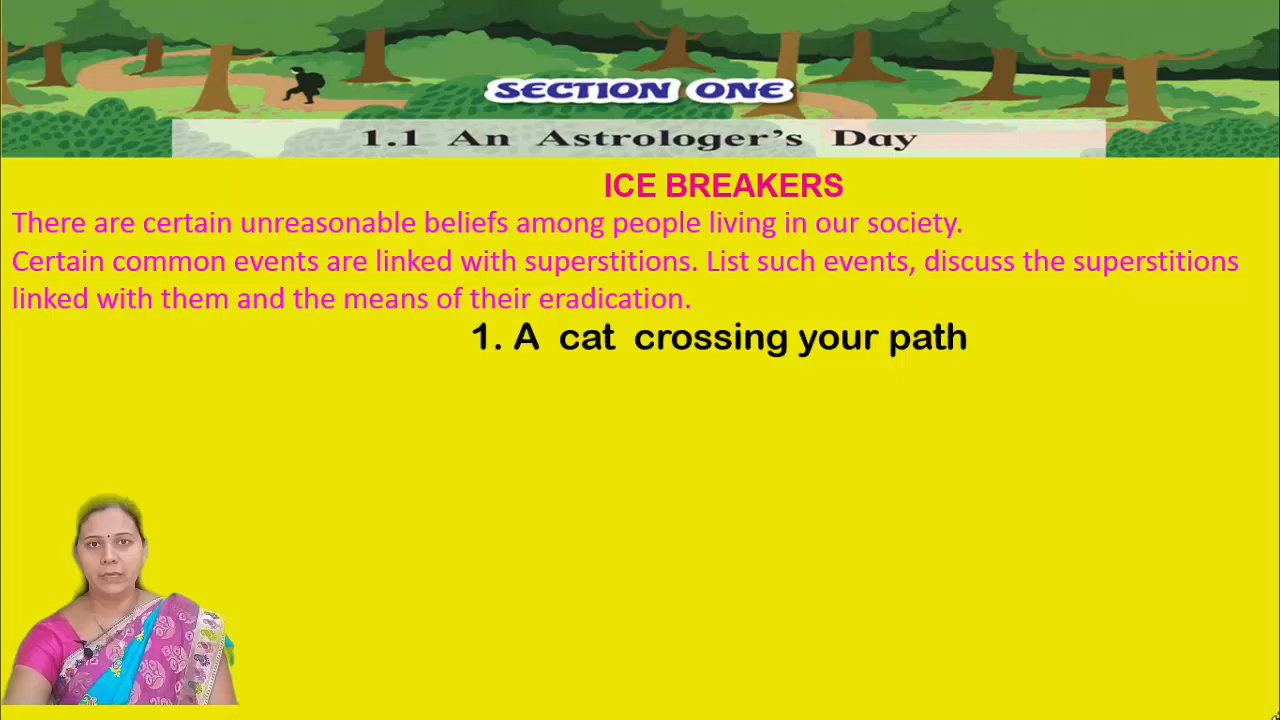 SECTION ONE
1.1 An Astrologer's Day
ICE BREAKERS
There are certain unreasonable beliefs among people living in our society.
Certain common events are linked with superstitions. List such events, discuss the superstitions
linked with them and the means of their eradication.
1. A cat crossing your path